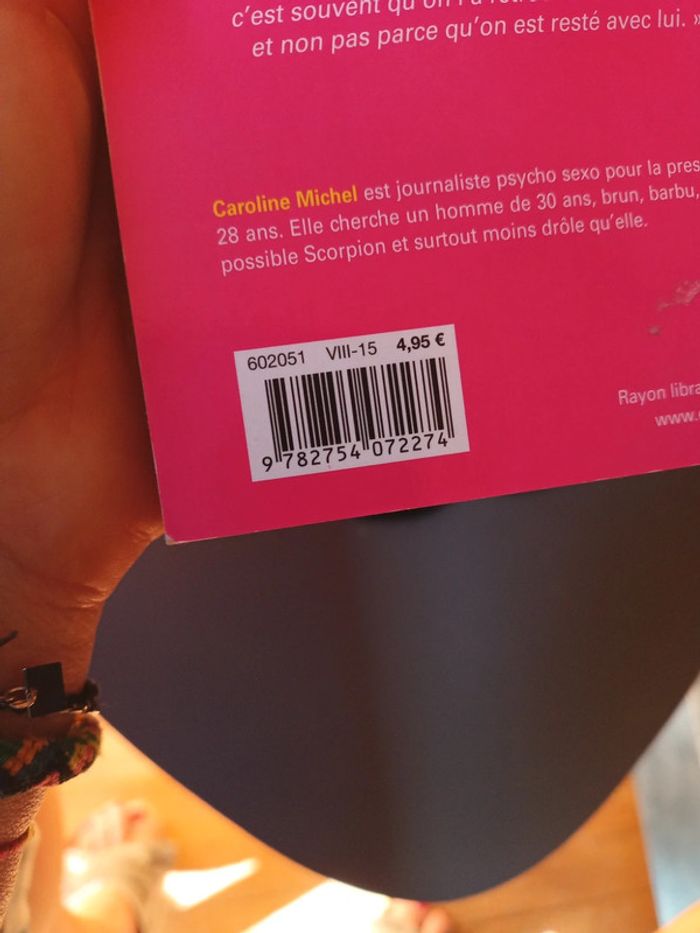 c'est souvent qu'on l'a
et non pas parce qu'on est resté avec lui. »
Caroline Michel est journaliste psycho sexo pour la pres
28 ans. Elle cherche un homme de 30 ans, brun, barbu,
possible Scorpion et surtout moins drôle qu'elle.
602051 VIII-15 4,95 €
9 782754 072274
Rayon libra
www.